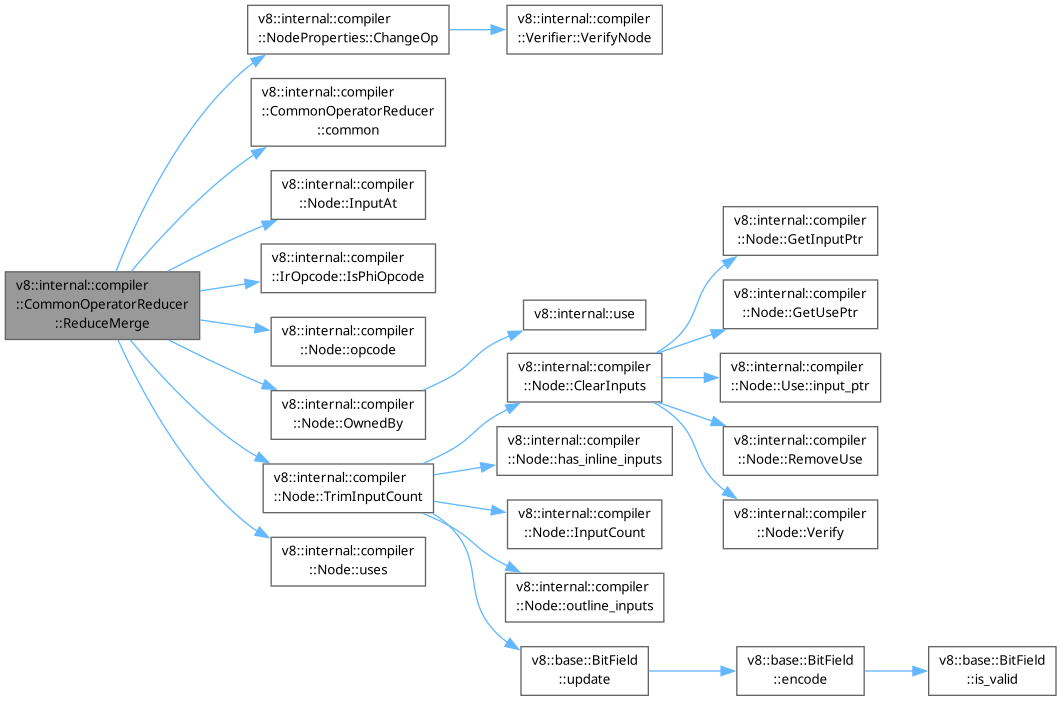 v8::internal::compiler
::CommonOperatorReducer
::ReduceMerge
v8::internal::compiler
::NodeProperties::ChangeOp
v8::internal::compiler
::Verifier::VerifyNode
v8::internal::compiler
::CommonOperatorReducer
::common
v8::internal::compiler
::Node::InputAt
v8::internal::compiler
::IrOpcode::IsPhiOpcode
v8::internal::compiler
::Node::opcode
v8::internal::compiler
::Node::OwnedBy
v8::internal::use
v8::internal::compiler
::Node::TrimInputCount
v8::internal::compiler
::Node::ClearInputs
v8::internal::compiler
::Node::GetInputPtr
v8::internal::compiler
::Node::GetUsePtr
v8::internal::compiler
::Node::Use::input_ptr
v8::internal::compiler
::Node::RemoveUse
v8::internal::compiler
::Node::Verify
v8::internal::compiler
::Node::has_inline_inputs
v8::internal::compiler
::Node::InputCount
v8::internal::compiler
::Node::outline_inputs
v8::base::BitField
::update
v8::base::BitField
::encode
v8::base::BitField
::is_valid
v8::internal::compiler
::Node::uses